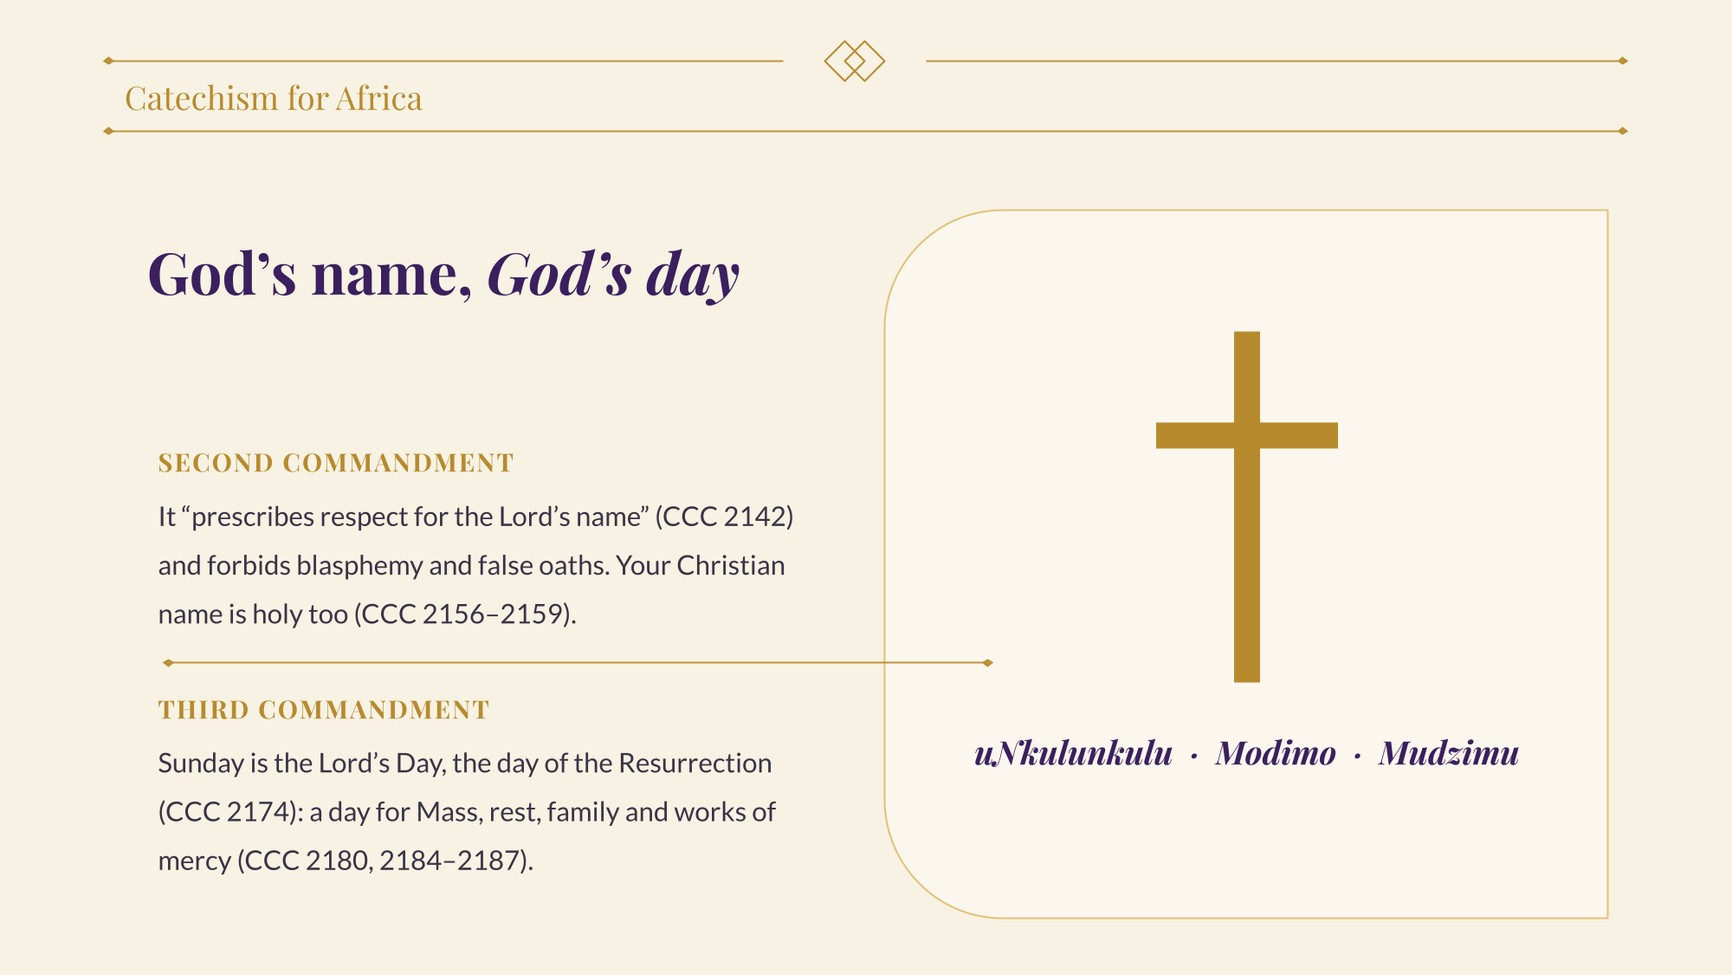 Catechism for Africa
God’s name, God’s day
SECOND COMMANDMENT
It “prescribes respect for the Lord’s name” (CCC 2142)
and forbids blasphemy and false oaths. Your Christian
name is holy too (CCC 2156–2159).
THIRD COMMANDMENT
Sunday is the Lord’s Day, the day of the Resurrection
(CCC 2174): a day for Mass, rest, family and works of
mercy (CCC 2180, 2184–2187).
uNkulunkulu · Modimo · Mudzimu